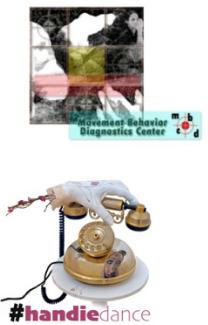 Movement Behavior
Diagnostics Center
m b
c d
#handiedance